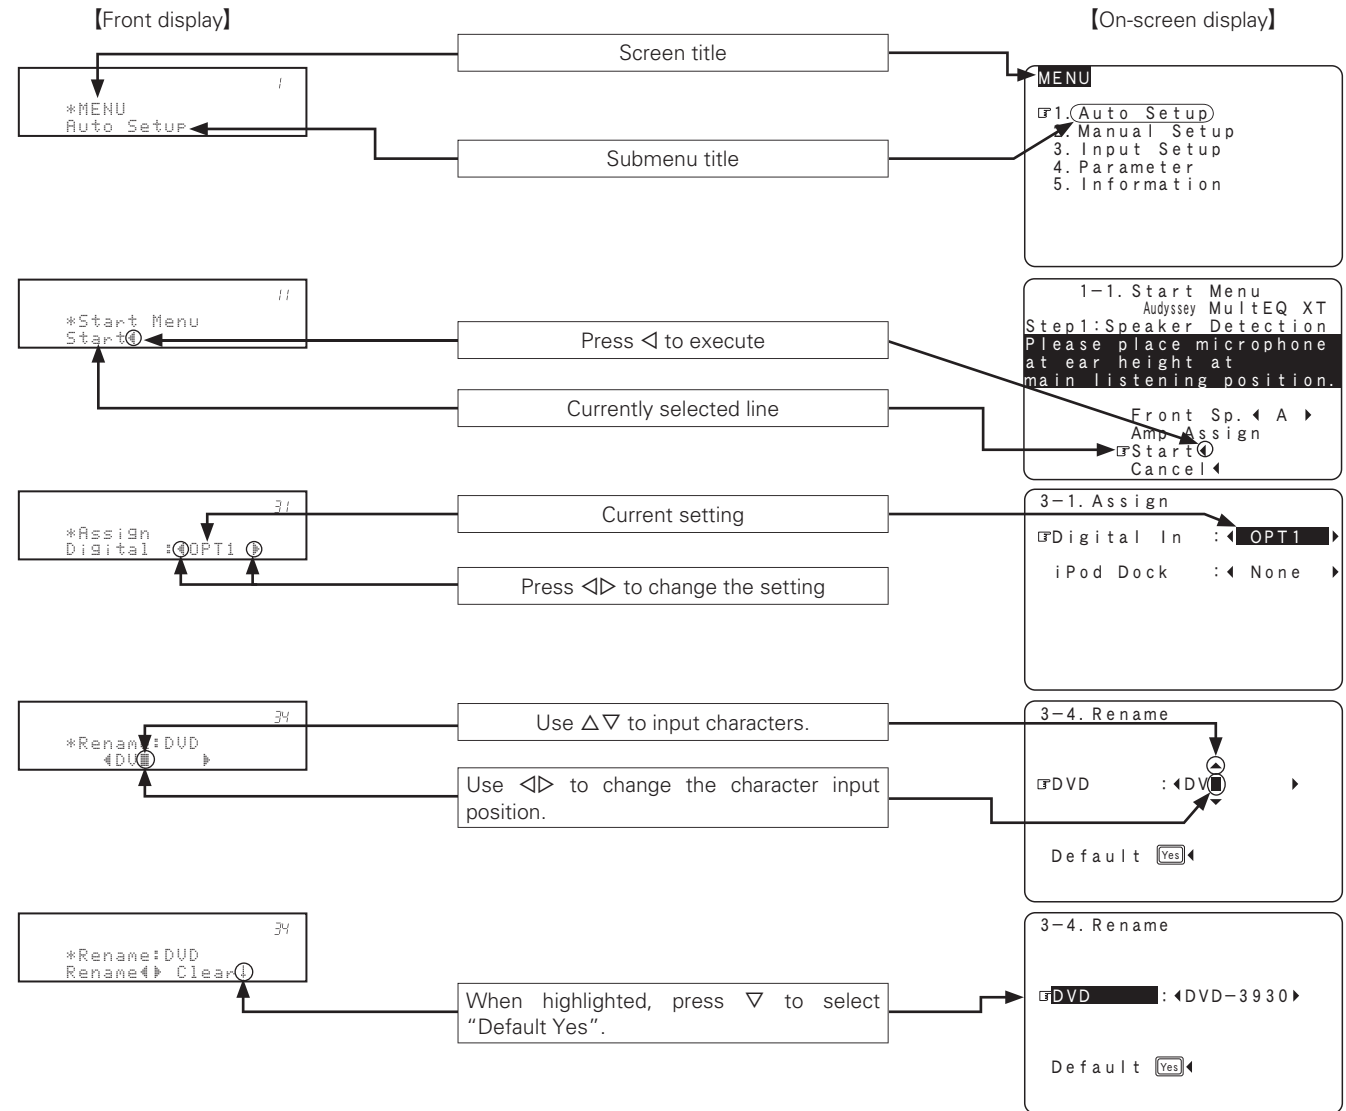 【Front display】
【On-screen display】
Screen title
Submenu title
1
*MENU
Auto Setup
MENU
☞1.Auto Setup
2.Manual Setup
3.Input Setup
4.Parameter
5.Information
Press ◁ to execute
Currently selected line
11
*Start Menu
Start◀
1-1.Start Menu
Audyssey MultEQ XT
Step1:Speaker Detection
Please place microphone
at ear height at
main listening position.
Front Sp.◀ A ▶
Amp Assign
☞Start◀
Cancel◀
Current setting
Press ◁▷ to change the setting
31
*Assign
Digital :◀OPT1 ▶
3-1.Assign
☞Digital In :◀ OPT1 ▶
iPod Dock :◀ None ▶
Use △▽ to input characters.
Use ◁▷ to change the character input
position.
34
*Rename:DVD
◀DV■ ▶
3-4.Rename
☞DVD :◀DV■ ▶
Default Yes◀
34
*Rename:DVD
Rename◀▶ Clear↓
When highlighted, press ▽ to select
“Default Yes”.
3-4.Rename
☞DVD :◀DVD-3930▶
Default Yes◀